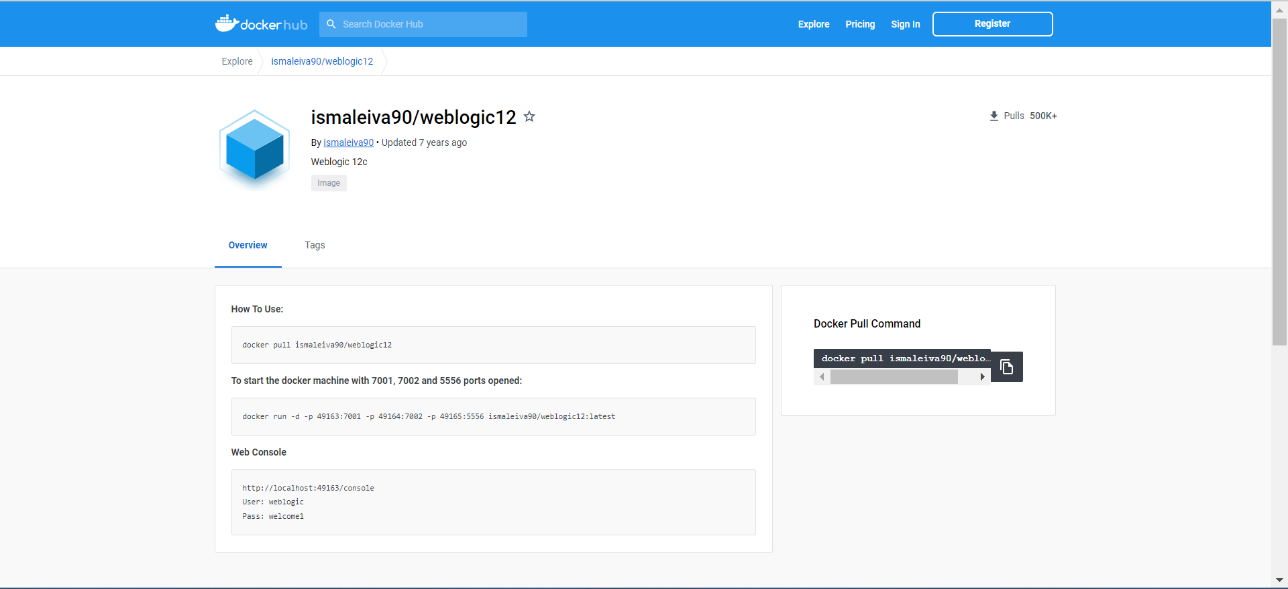 docker hub
Search Docker Hub
Explore
Pricing
Sign In
Register
Explore
ismaleiva90/weblogic12
ismaleiva90/weblogic12
Pulls 500K+
By ismaleiva90 • Updated 7 years ago
Weblogic 12c
Image
Overview
Tags
How To Use:
docker pull ismaleiva90/weblogic12
To start the docker machine with 7001, 7002 and 5556 ports opened:
docker run -d -p 49163:7001 -p 49164:7002 -p 49165:5556 ismaleiva90/weblogic12:latest
Web Console
http://localhost:49163/console
User: weblogic
Pass: welcome1
Docker Pull Command
docker pull ismaleiva90/weblo…